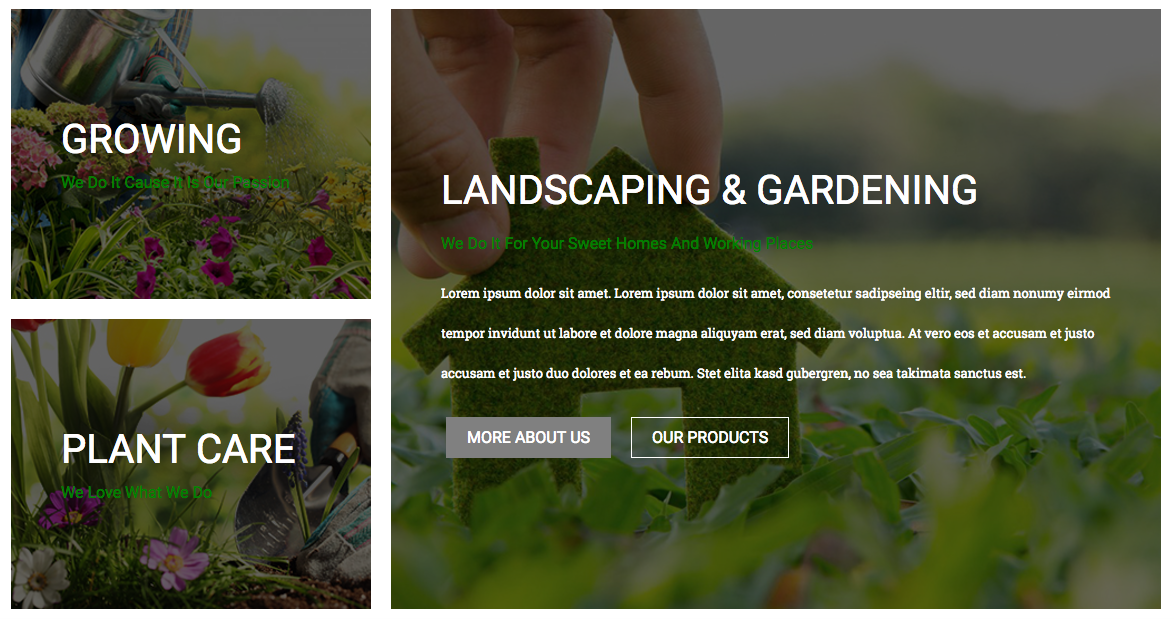 GROWING
We Do It Cause It Is Our Passion
PLANT CARE
We Love What We Do
LANDSCAPING & GARDENING
We Do It For Your Sweet Homes And Working Places
Lorem ipsum dolor sit amet. Lorem ipsum dolor sit amet, consetetur sadipseing eltir, sed diam nonumy eirmod
tempor invidunt ut labore et dolore magna aliquyam erat, sed diam voluptua. At vero eos et accusam et justo
accusam et justo duo dolores et ea rebum. Stet elita kasd gubergren, no sea takimata sanctus est.
MORE ABOUT US
OUR PRODUCTS